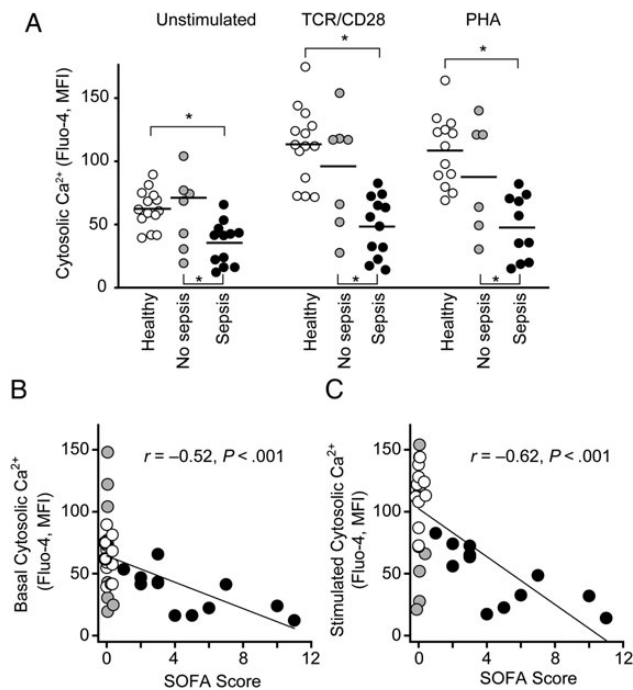 A
Unstimulated TCR/CD28 PHA
* * *
Cytosolic Ca²⁺ (Fluo-4, MFI)
150
100
50
0
* * *
Healthy No sepsis Sepsis Healthy No sepsis Sepsis Healthy No sepsis Sepsis
B
Basal Cytosolic Ca²⁺
(Fluo-4, MFI)
150
100
50
0
r = –0.52, P < .001
0 4 8 12
SOFA Score
C
Stimulated Cytosolic Ca²⁺
(Fluo-4, MFI)
150
100
50
0
r = –0.62, P < .001
0 4 8 12
SOFA Score